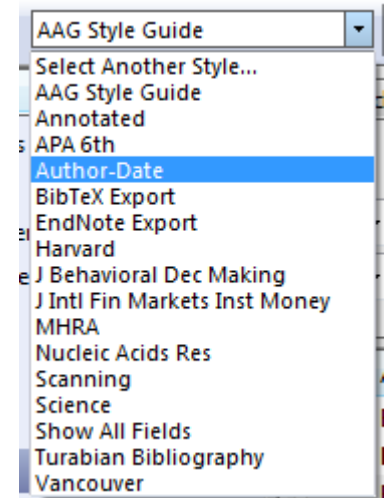 AAG Style Guide
Select Another Style...
AAG Style Guide
Annotated
APA 6th
Author-Date
BibTeX Export
EndNote Export
Harvard
J Behavioral Dec Making
J Intl Fin Markets Inst Money
MHRA
Nucleic Acids Res
Scanning
Science
Show All Fields
Turabian Bibliography
Vancouver